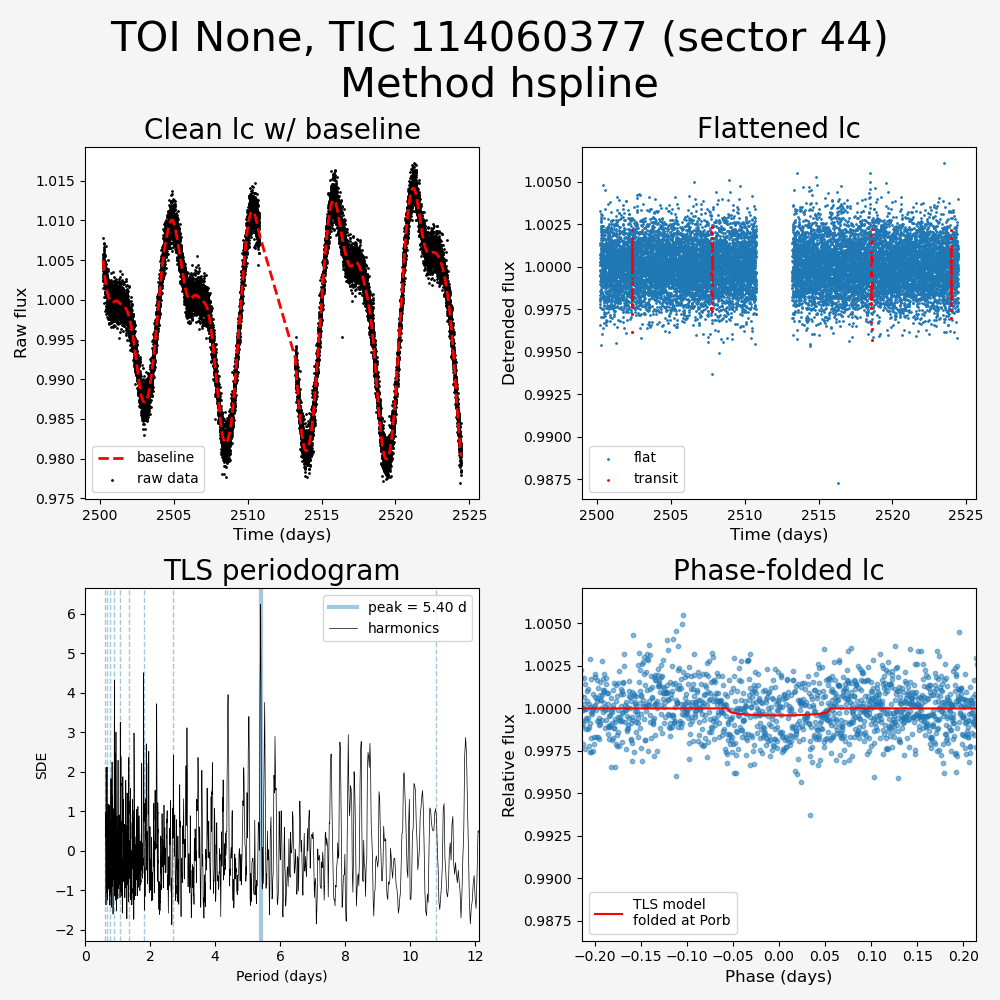 TOI None, TIC 114060377 (sector 44)
Method hspline
Clean lc w/ baseline
Raw flux
1.015
1.010
1.005
1.000
0.995
0.990
0.985
0.980
0.975
baseline
raw data
2500 2505 2510 2515 2520 2525
Time (days)
Flattened lc
Detrended flux
1.0050
1.0025
1.0000
0.9975
0.9950
0.9925
0.9900
0.9875
flat
transit
2500 2505 2510 2515 2520 2525
Time (days)
TLS periodogram
SDE
6
5
4
3
2
1
0
−1
−2
peak = 5.40 d
harmonics
0 2 4 6 8 10 12
Period (days)
Phase-folded lc
Relative flux
1.0050
1.0025
1.0000
0.9975
0.9950
0.9925
0.9900
0.9875
TLS model
folded at Porb
−0.20 −0.15 −0.10 −0.05 0.00 0.05 0.10 0.15 0.20
Phase (days)